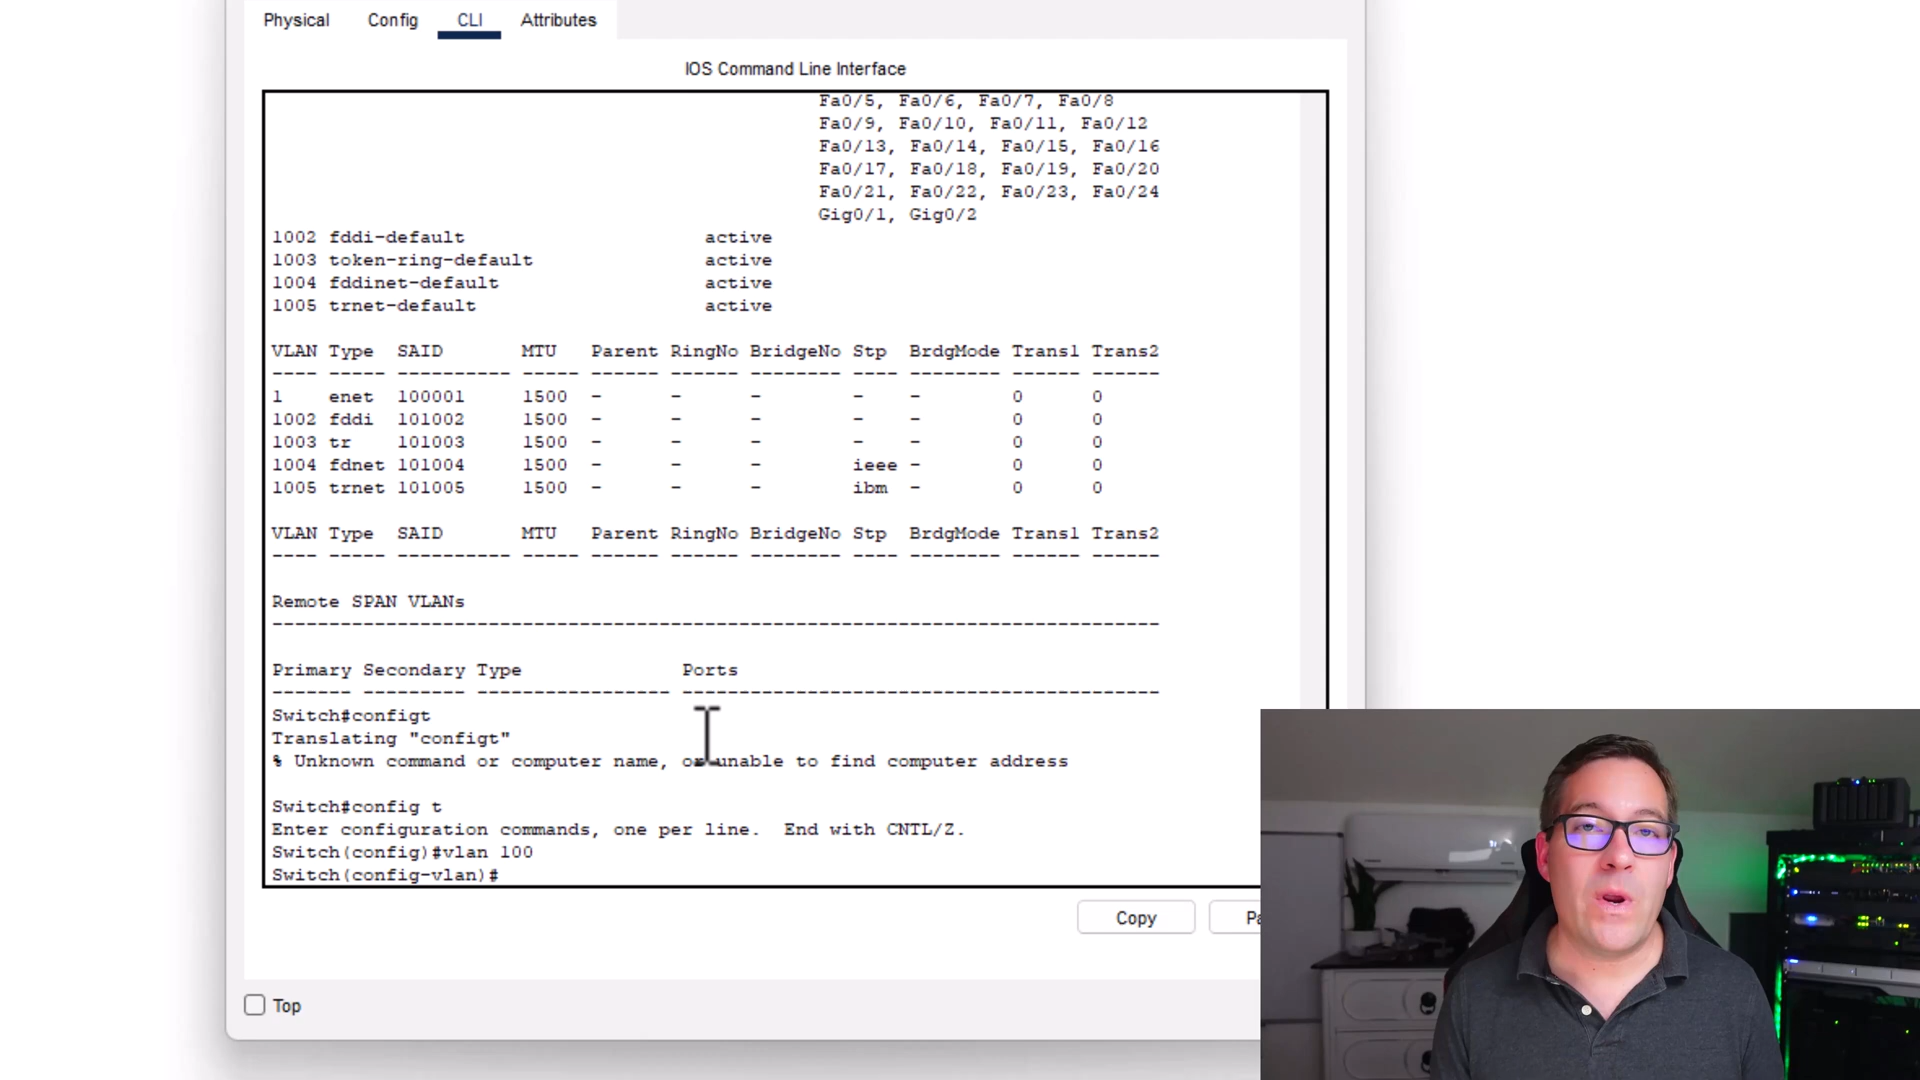 Physical Config CLI Attributes
IOS Command Line Interface
Fa0/5, Fa0/6, Fa0/7, Fa0/8
Fa0/9, Fa0/10, Fa0/11, Fa0/12
Fa0/13, Fa0/14, Fa0/15, Fa0/16
Fa0/17, Fa0/18, Fa0/19, Fa0/20
Fa0/21, Fa0/22, Fa0/23, Fa0/24
Gig0/1, Gig0/2
1002 fddi-default active
1003 token-ring-default active
1004 fddinet-default active
1005 trnet-default active
VLAN Type SAID MTU Parent RingNo BridgeNo Stp BrdgMode Trans1 Trans2
---- ----- ---------- ----- ------ ------ -------- ---- -------- ------ ------
1 enet 100001 1500 - - - - - 0 0
1002 fddi 101002 1500 - - - - - 0 0
1003 tr 101003 1500 - - - - - 0 0
1004 fdnet 101004 1500 - - - ieee - 0 0
1005 trnet 101005 1500 - - - ibm - 0 0
VLAN Type SAID MTU Parent RingNo BridgeNo Stp BrdgMode Trans1 Trans2
---- ----- ---------- ----- ------ ------ -------- ---- -------- ------ ------
Remote SPAN VLANs
------------------------------------------------------------------------------
Primary Secondary Type Ports
------- --------- ----------------- ------------------------------------------
Switch#configt
Translating "configt"
% Unknown command or computer name, or unable to find computer address
Switch#config t
Enter configuration commands, one per line. End with CNTL/Z.
Switch(config)#vlan 100
Switch(config-vlan)#
Copy Pa
Top